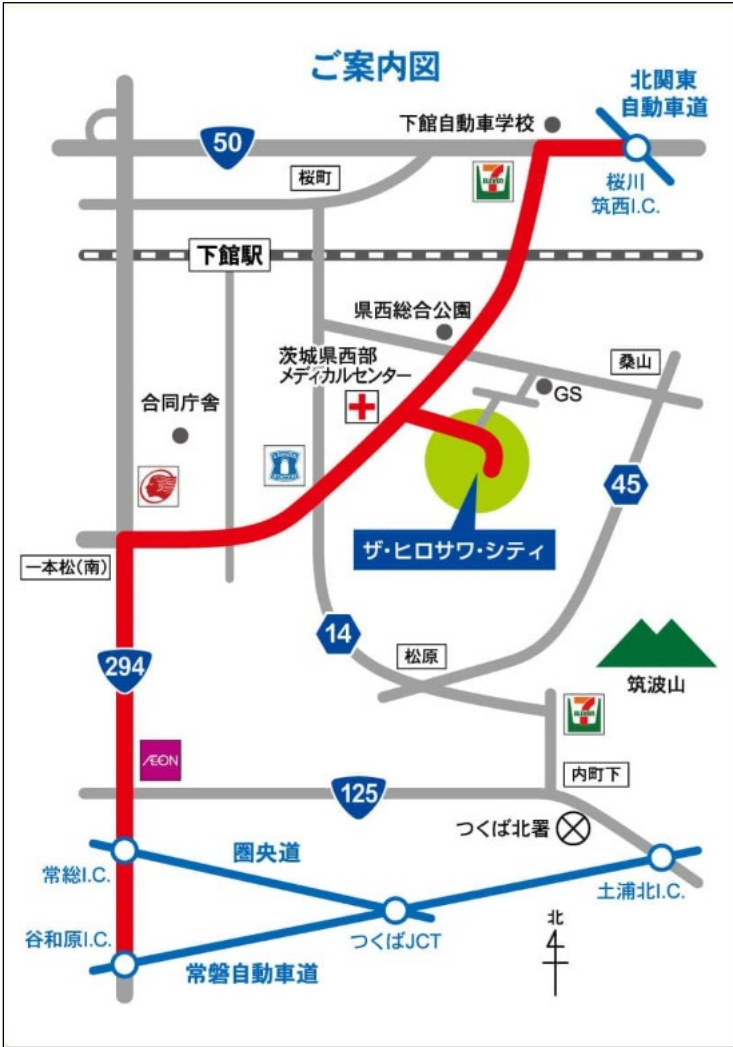 ご案内図
北関東
自動車道
下館自動車学校
50
桜町
7
ELEVEN
桜川
筑西I.C.
下館駅
県西総合公園
茨城県西部
メディカルセンター
桑山
GS
合同庁舎
45
ザ・ヒロサワ・シティ
一本松(南)
14
松原
294
筑波山
7
ELEVEN
ÆON
内町下
125
つくば北署
圏央道
常総I.C.
土浦北I.C.
谷和原I.C.
つくばJCT
北
常磐自動車道